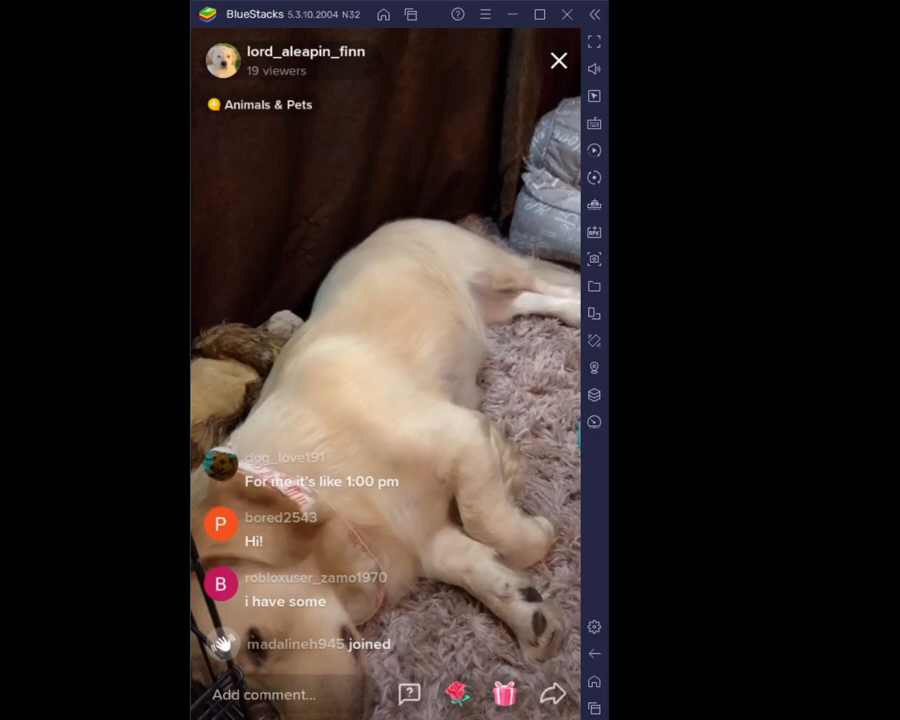 BlueStacks 5.3.10.2004 N32
lord_aleapin_finn
19 viewers
Animals & Pets
dog_love191
For me it's like 1:00 pm
P
bored2543
Hi!
B
robloxuser_zamo1970
i have some
madalineh945 joined
Add comment...